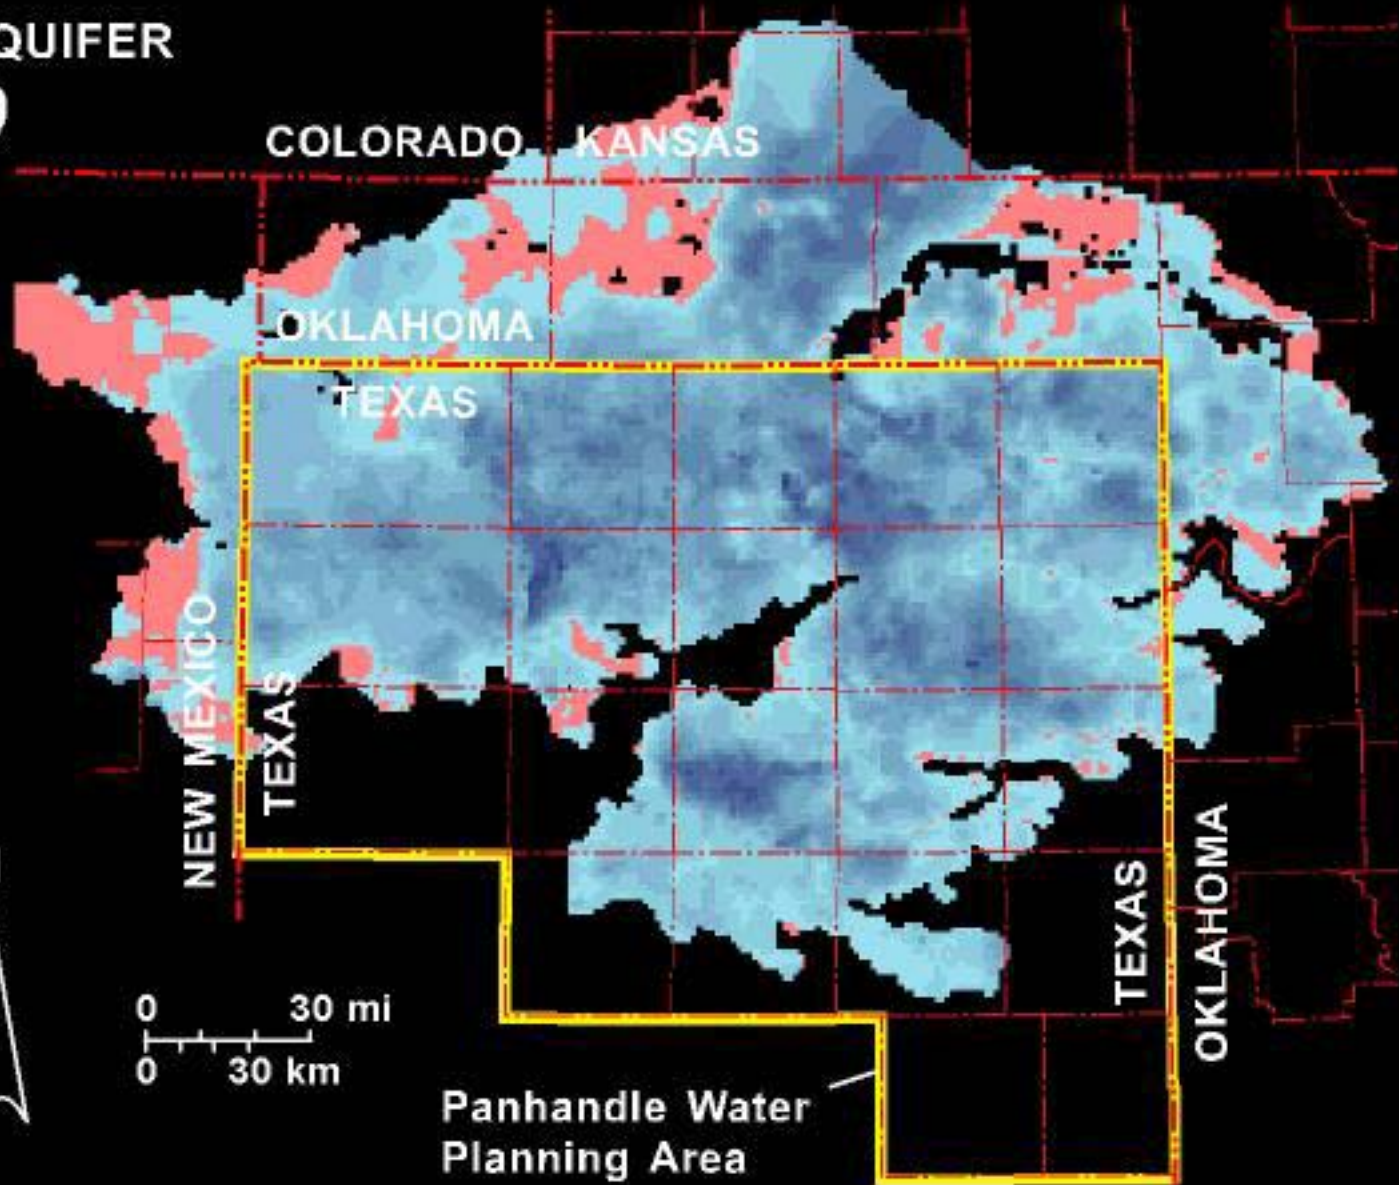 QUIFER
COLORADO KANSAS
OKLAHOMA
TEXAS
NEW MEXICO
TEXAS
TEXAS
OKLAHOMA
0 30 mi
0 30 km
Panhandle Water
Planning Area